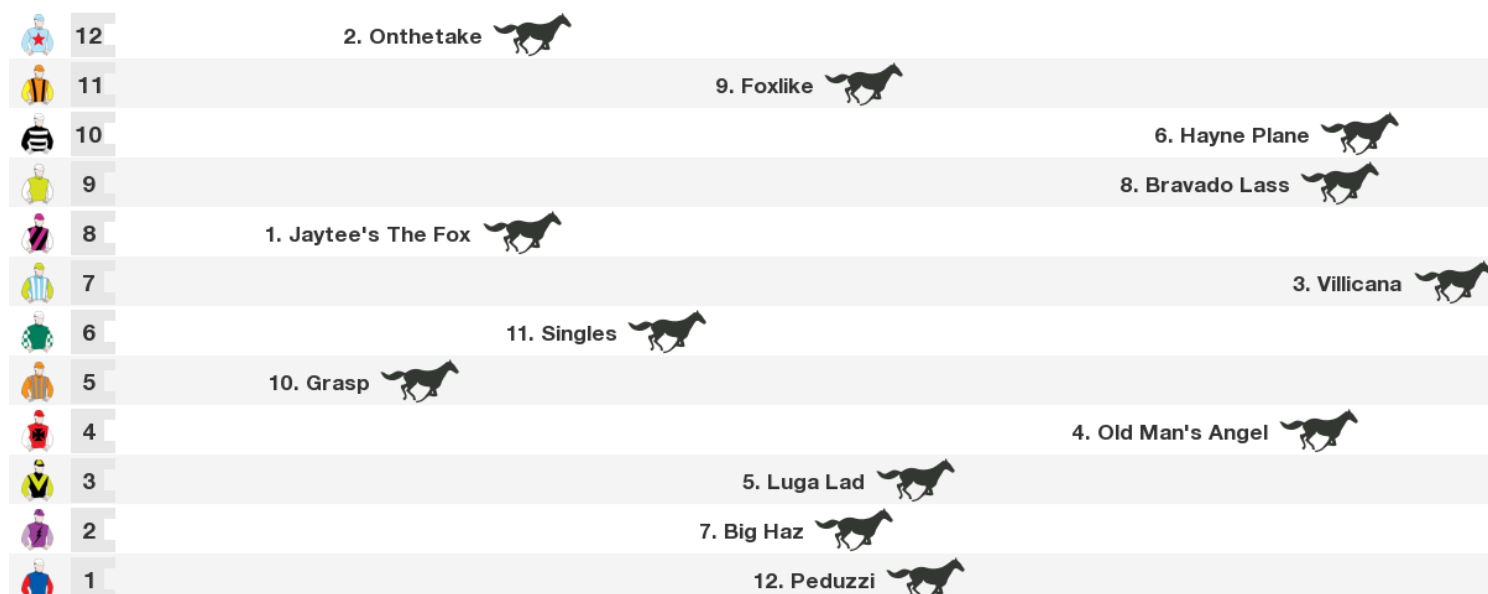 12 2. Onthetake
11 9. Foxlike
10 6. Hayne Plane
9 8. Bravado Lass
8 1. Jaytee's The Fox
7 3. Villicana
6 11. Singles
5 10. Grasp
4 4. Old Man's Angel
3 5. Luga Lad
2 7. Big Haz
1 12. Peduzzi